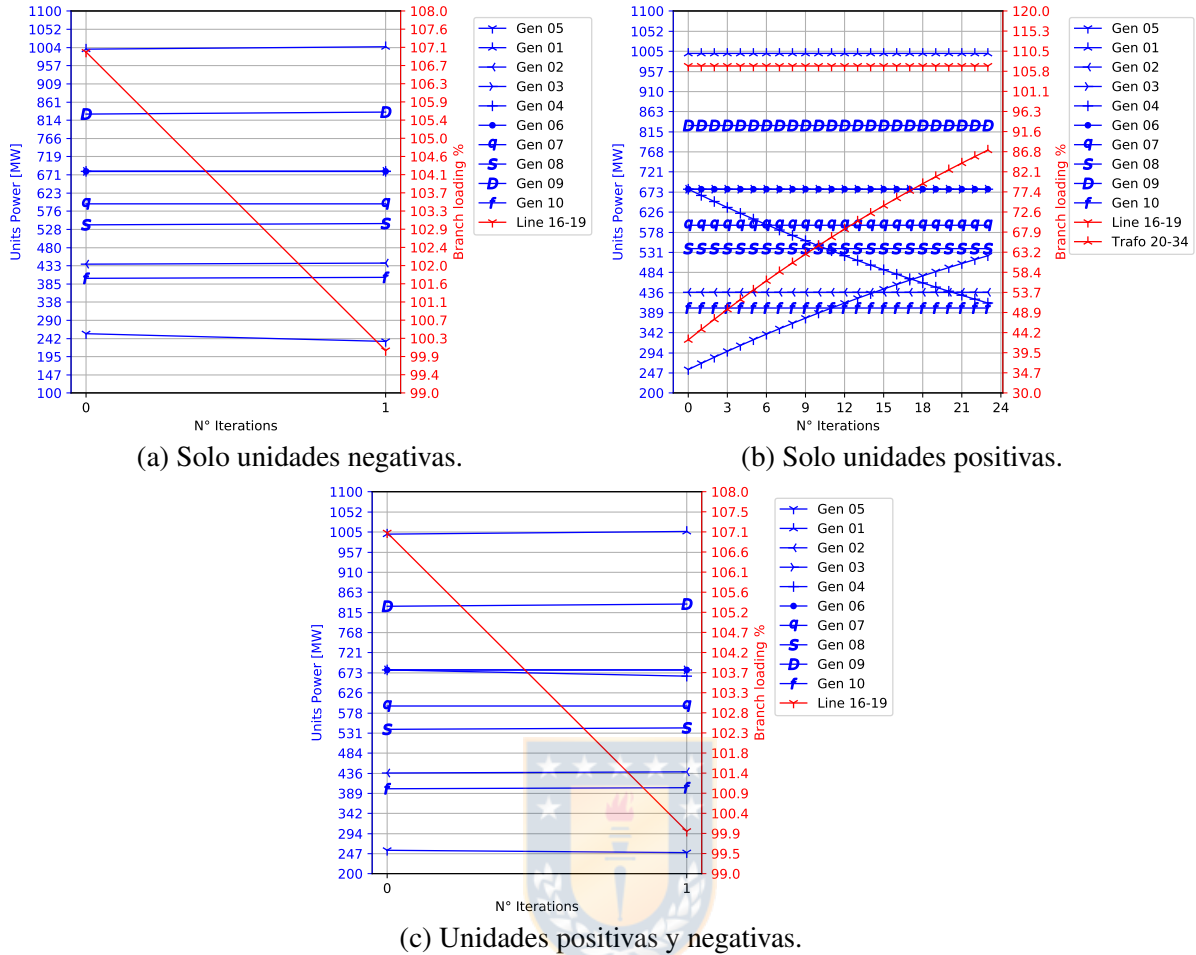 1100
1052
1004
957
909
861
814
766
719
671
623
576
528
480
433
385
338
290
242
195
147
100
Units Power [MW]
0
1
N° Iterations
108.0
107.6
107.1
106.7
106.3
105.9
105.4
105.0
104.6
104.1
103.7
103.3
102.9
102.4
102.0
101.6
101.1
100.7
100.3
99.9
99.4
99.0
Branch loading %
Gen 05
Gen 01
Gen 02
Gen 03
Gen 04
Gen 06
Gen 07
Gen 08
Gen 09
Gen 10
Line 16-19
(a) Solo unidades negativas.
1100
1052
1005
957
910
863
815
768
721
673
626
578
531
484
436
389
342
294
247
200
Units Power [MW]
0 3 6 9 12 15 18 21 24
N° Iterations
120.0
115.3
110.5
105.8
101.1
96.3
91.6
86.8
82.1
77.4
72.6
67.9
63.2
58.4
53.7
48.9
44.2
39.5
34.7
30.0
Branch loading %
Gen 05
Gen 01
Gen 02
Gen 03
Gen 04
Gen 06
Gen 07
Gen 08
Gen 09
Gen 10
Line 16-19
Trafo 20-34
(b) Solo unidades positivas.
1100
1052
1005
957
910
863
815
768
721
673
626
578
531
484
436
389
342
294
247
200
Units Power [MW]
0
1
N° Iterations
108.0
107.5
107.1
106.6
106.1
105.6
105.2
104.7
104.2
103.7
103.3
102.8
102.3
101.8
101.4
100.9
100.4
99.9
99.5
99.0
Branch loading %
Gen 05
Gen 01
Gen 02
Gen 03
Gen 04
Gen 06
Gen 07
Gen 08
Gen 09
Gen 10
Line 16-19
(c) Unidades positivas y negativas.